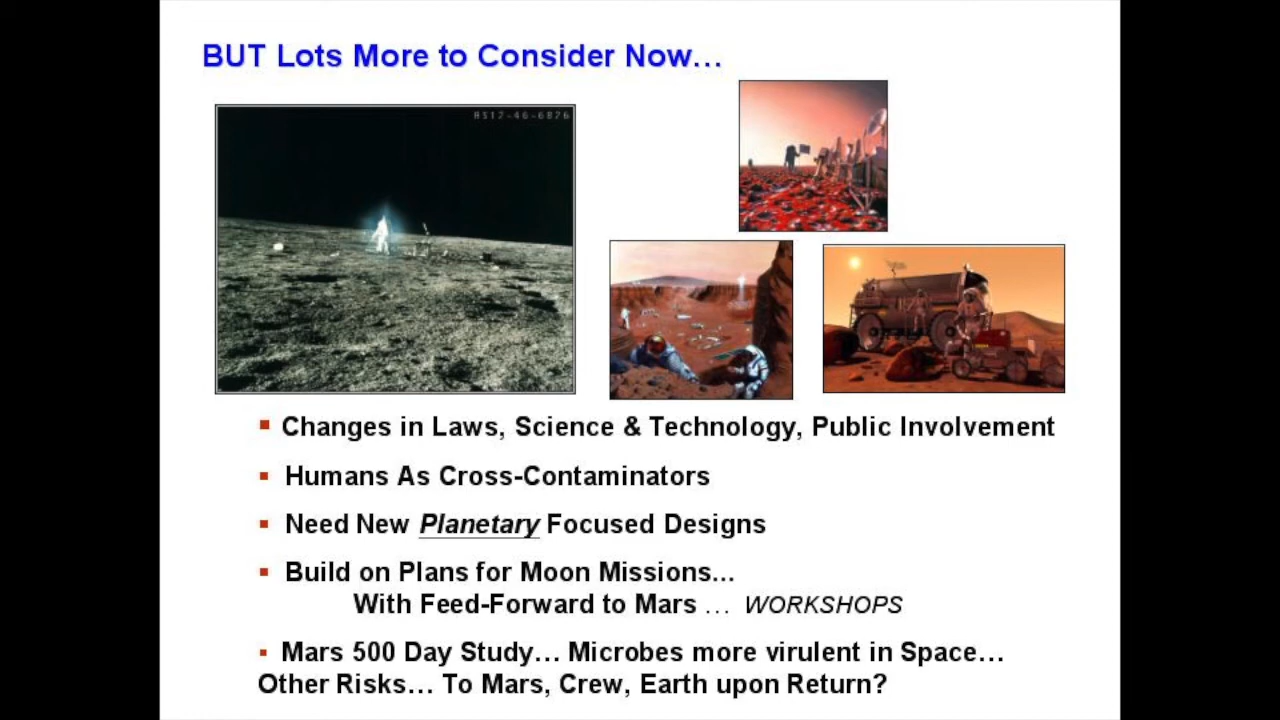 BUT Lots More to Consider Now…
AS12-46-6826
▪ Changes in Laws, Science & Technology, Public Involvement
▪ Humans As Cross-Contaminators
▪ Need New Planetary Focused Designs
▪ Build on Plans for Moon Missions...
With Feed-Forward to Mars … WORKSHOPS
▪ Mars 500 Day Study… Microbes more virulent in Space…
Other Risks… To Mars, Crew, Earth upon Return?